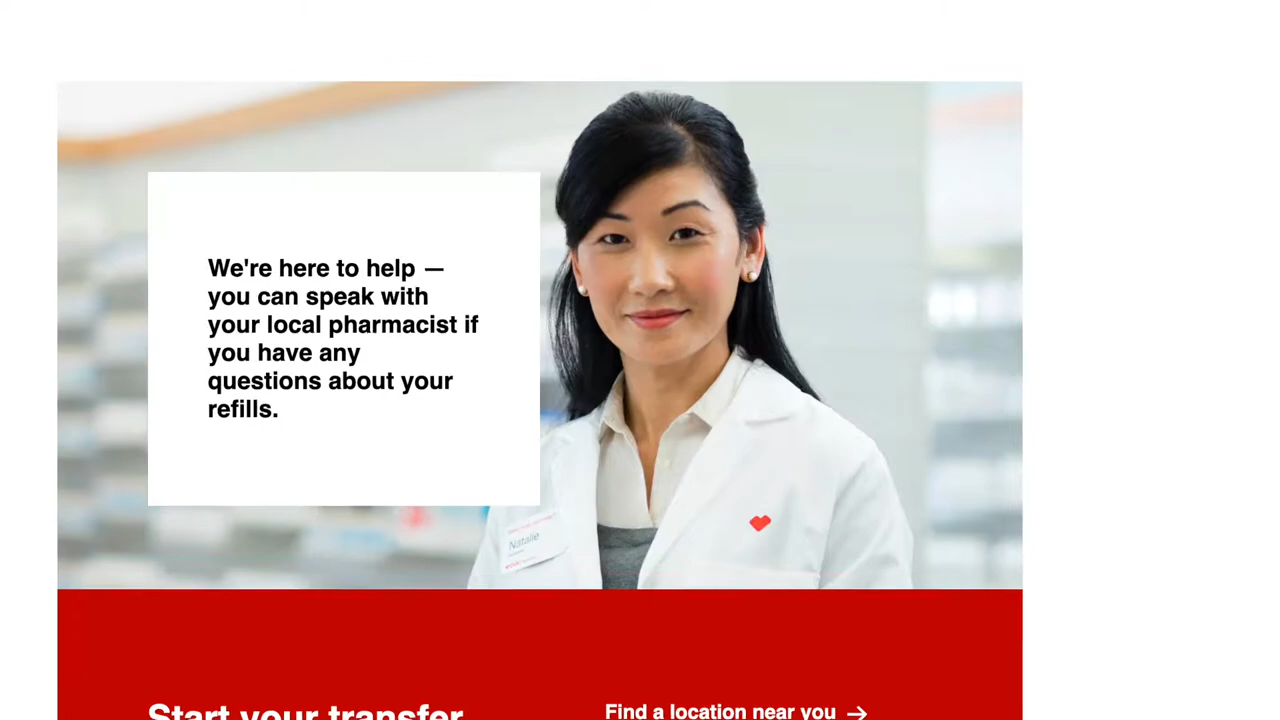 We're here to help —
you can speak with
your local pharmacist if
you have any
questions about your
refills.
Natalie
Start your transfer
Find a location near you →